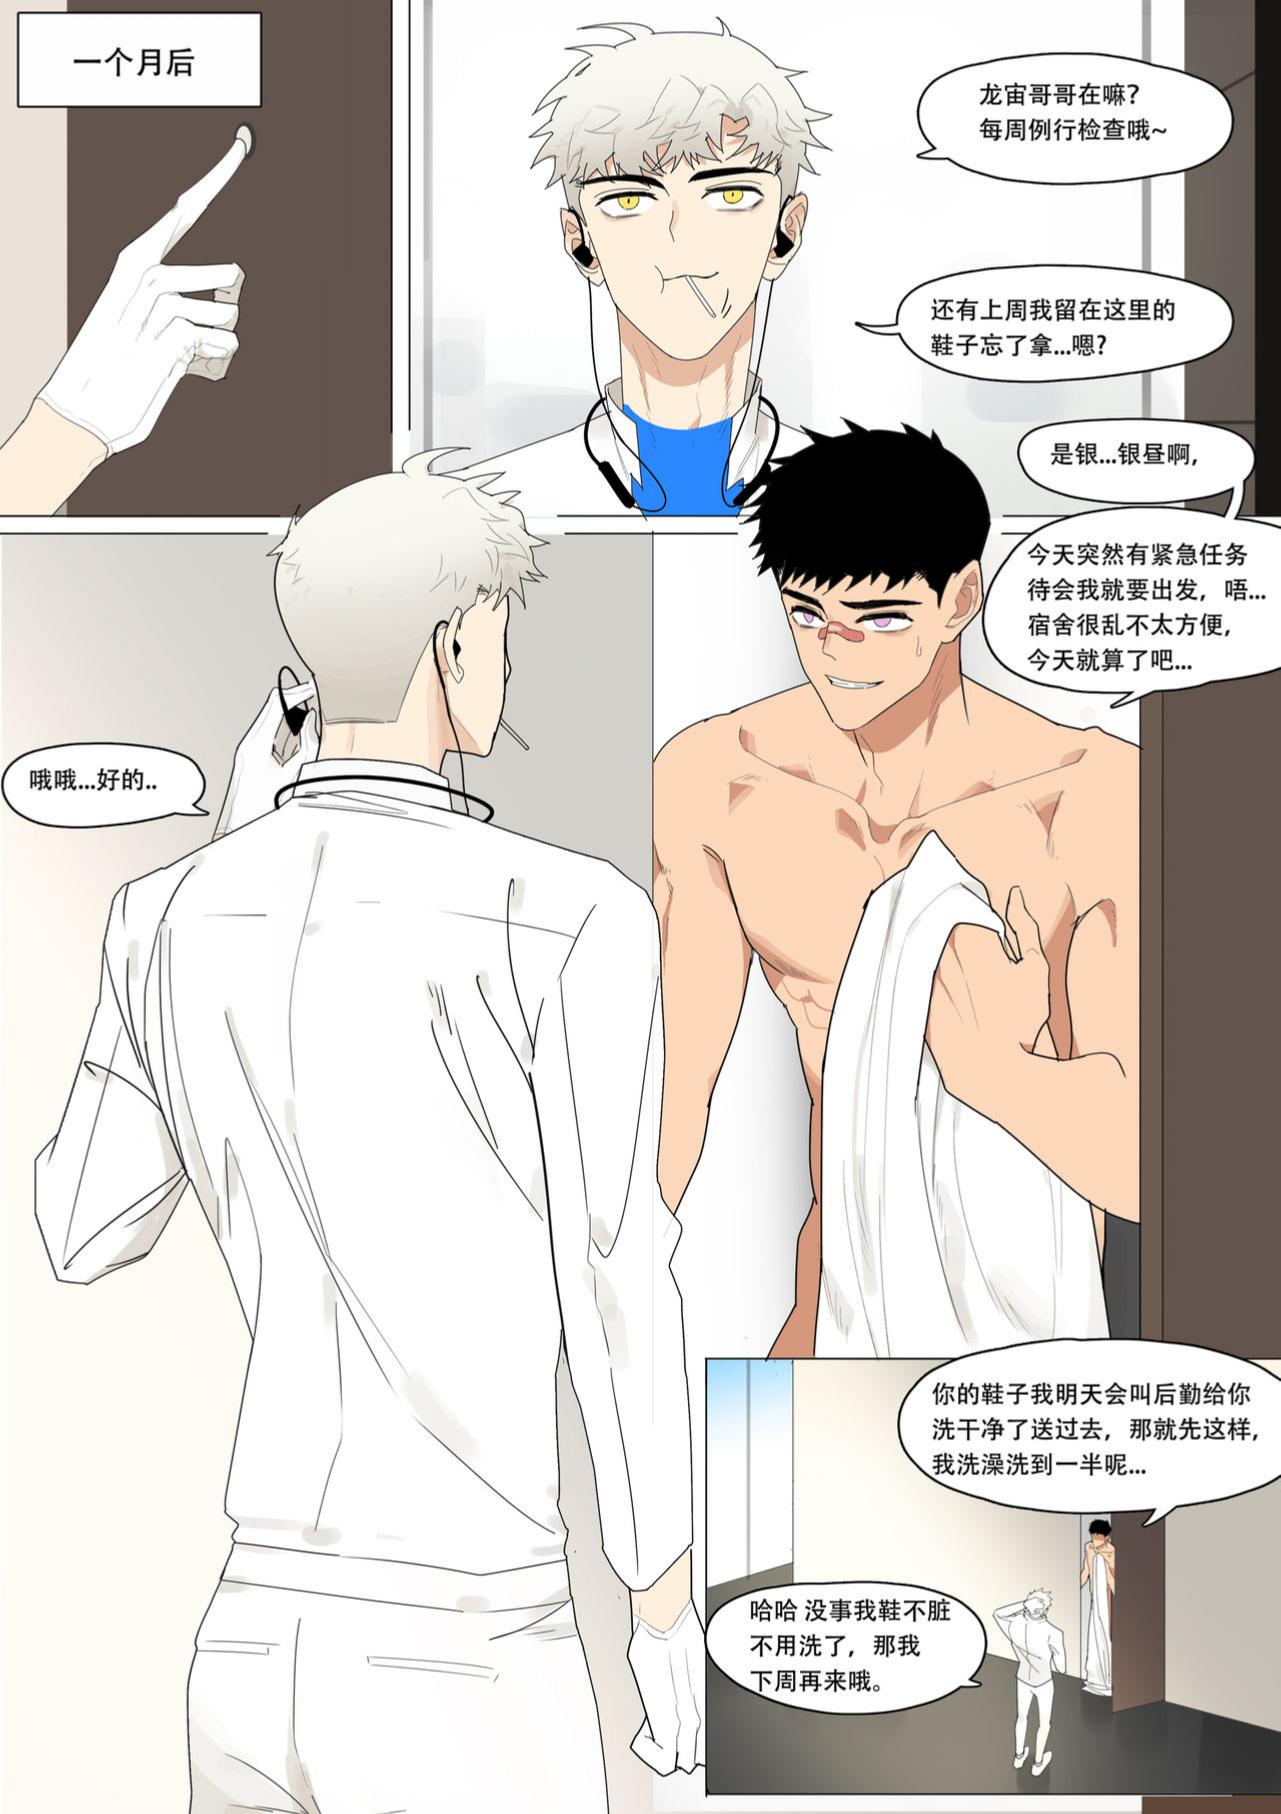 一个月后
龙宙哥哥在嘛?
每周例行检查哦~
还有上周我留在这里的
鞋子忘了拿...嗯?
是银...银昼啊,
今天突然有紧急任务
待会我就要出发, 唔...
宿舍很乱不太方便,
今天就算了吧...
哦哦...好的..
你的鞋子我明天会叫后勤给你
洗干净了送过去, 那就先这样,
我洗澡洗到一半呢...
哈哈 没事我鞋不脏
不用洗了, 那我
下周再来哦。